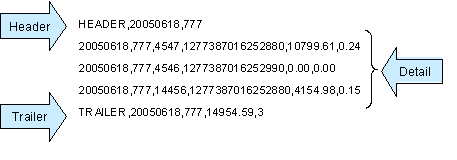 Header
HEADER,20050618,777
20050618,777,4547,1277387016252880,10799.61,0.24
20050618,777,4546,1277387016252990,0.00,0.00
Detail
20050618,777,14456,1277387016252880,4154.98,0.15
Trailer
TRAILER,20050618,777,14954.59,3